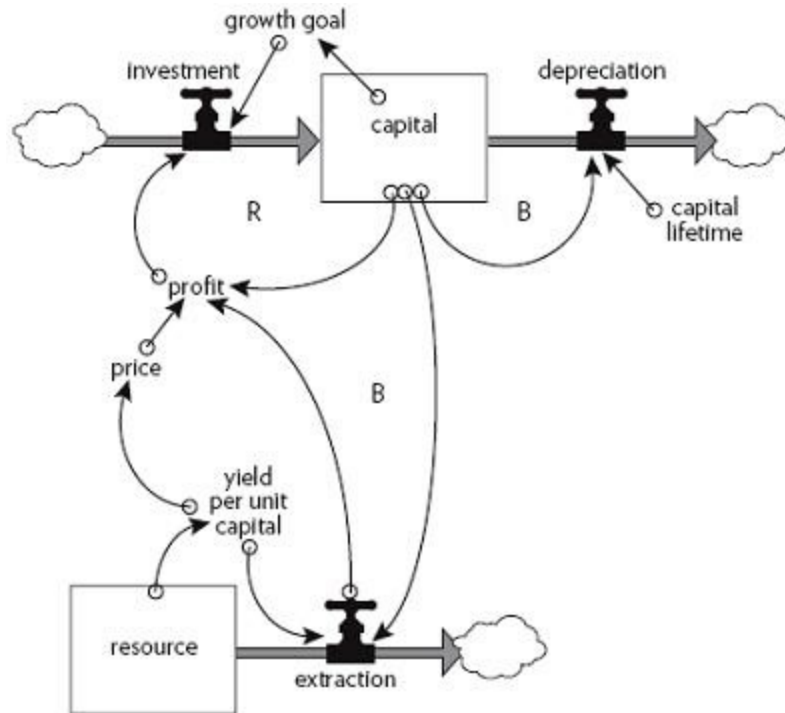 growth goal
investment
depreciation
capital
R
B
capital
lifetime
profit
price
B
yield
per unit
capital
resource
extraction